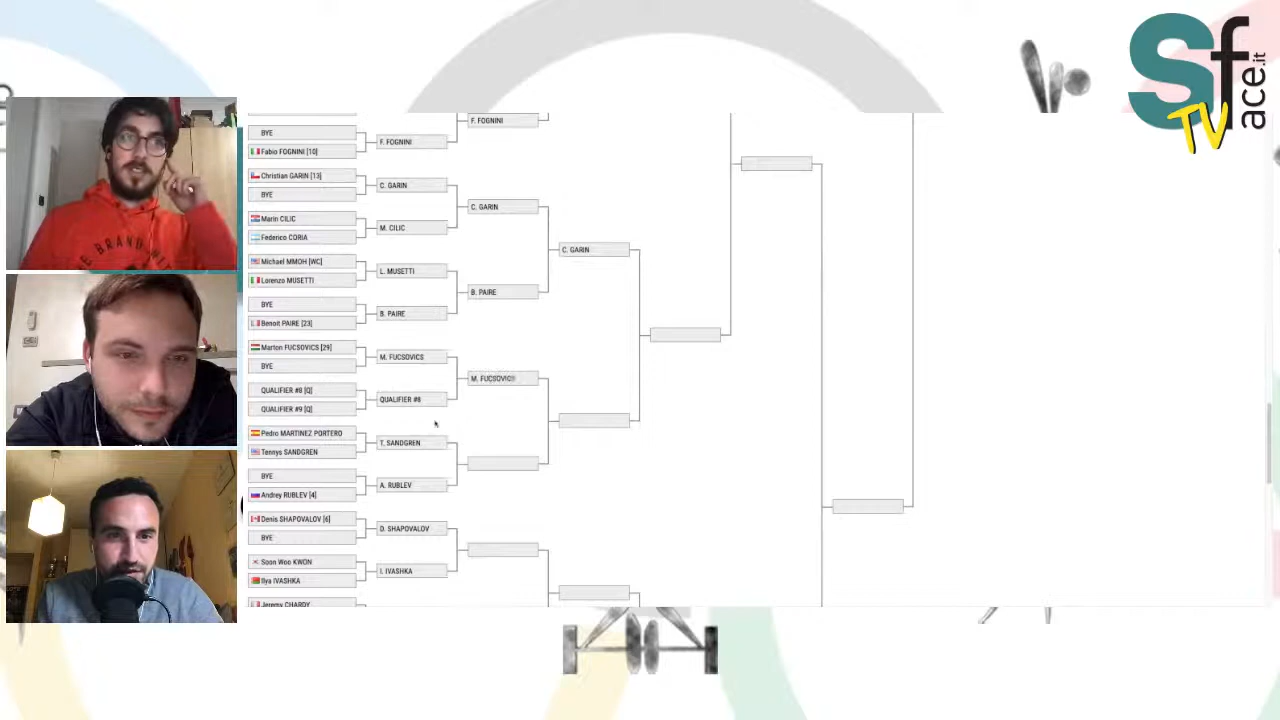 Sf
TV
ace.it
BRAND WIT
F. FOGNINI
BYE
F. FOGNINI
Fabio FOGNINI [10]
Christian GARIN [13]
C. GARIN
BYE
C. GARIN
Marin CILIC
M. CILIC
Federico CORIA
C. GARIN
Michael MMOH [WC]
L. MUSETTI
Lorenzo MUSETTI
B. PAIRE
BYE
B. PAIRE
Benoit PAIRE [23]
Marton FUCSOVICS [29]
M. FUCSOVICS
BYE
M. FUCSOVICS
QUALIFIER #8 [Q]
QUALIFIER #8
QUALIFIER #9 [Q]
Pedro MARTINEZ PORTERO
T. SANDGREN
Tennys SANDGREN
BYE
A. RUBLEV
Andrey RUBLEV [4]
Denis SHAPOVALOV [6]
D. SHAPOVALOV
BYE
Soon Woo KWON
I. IVASHKA
Ilya IVASHKA
Jeremy CHARDY